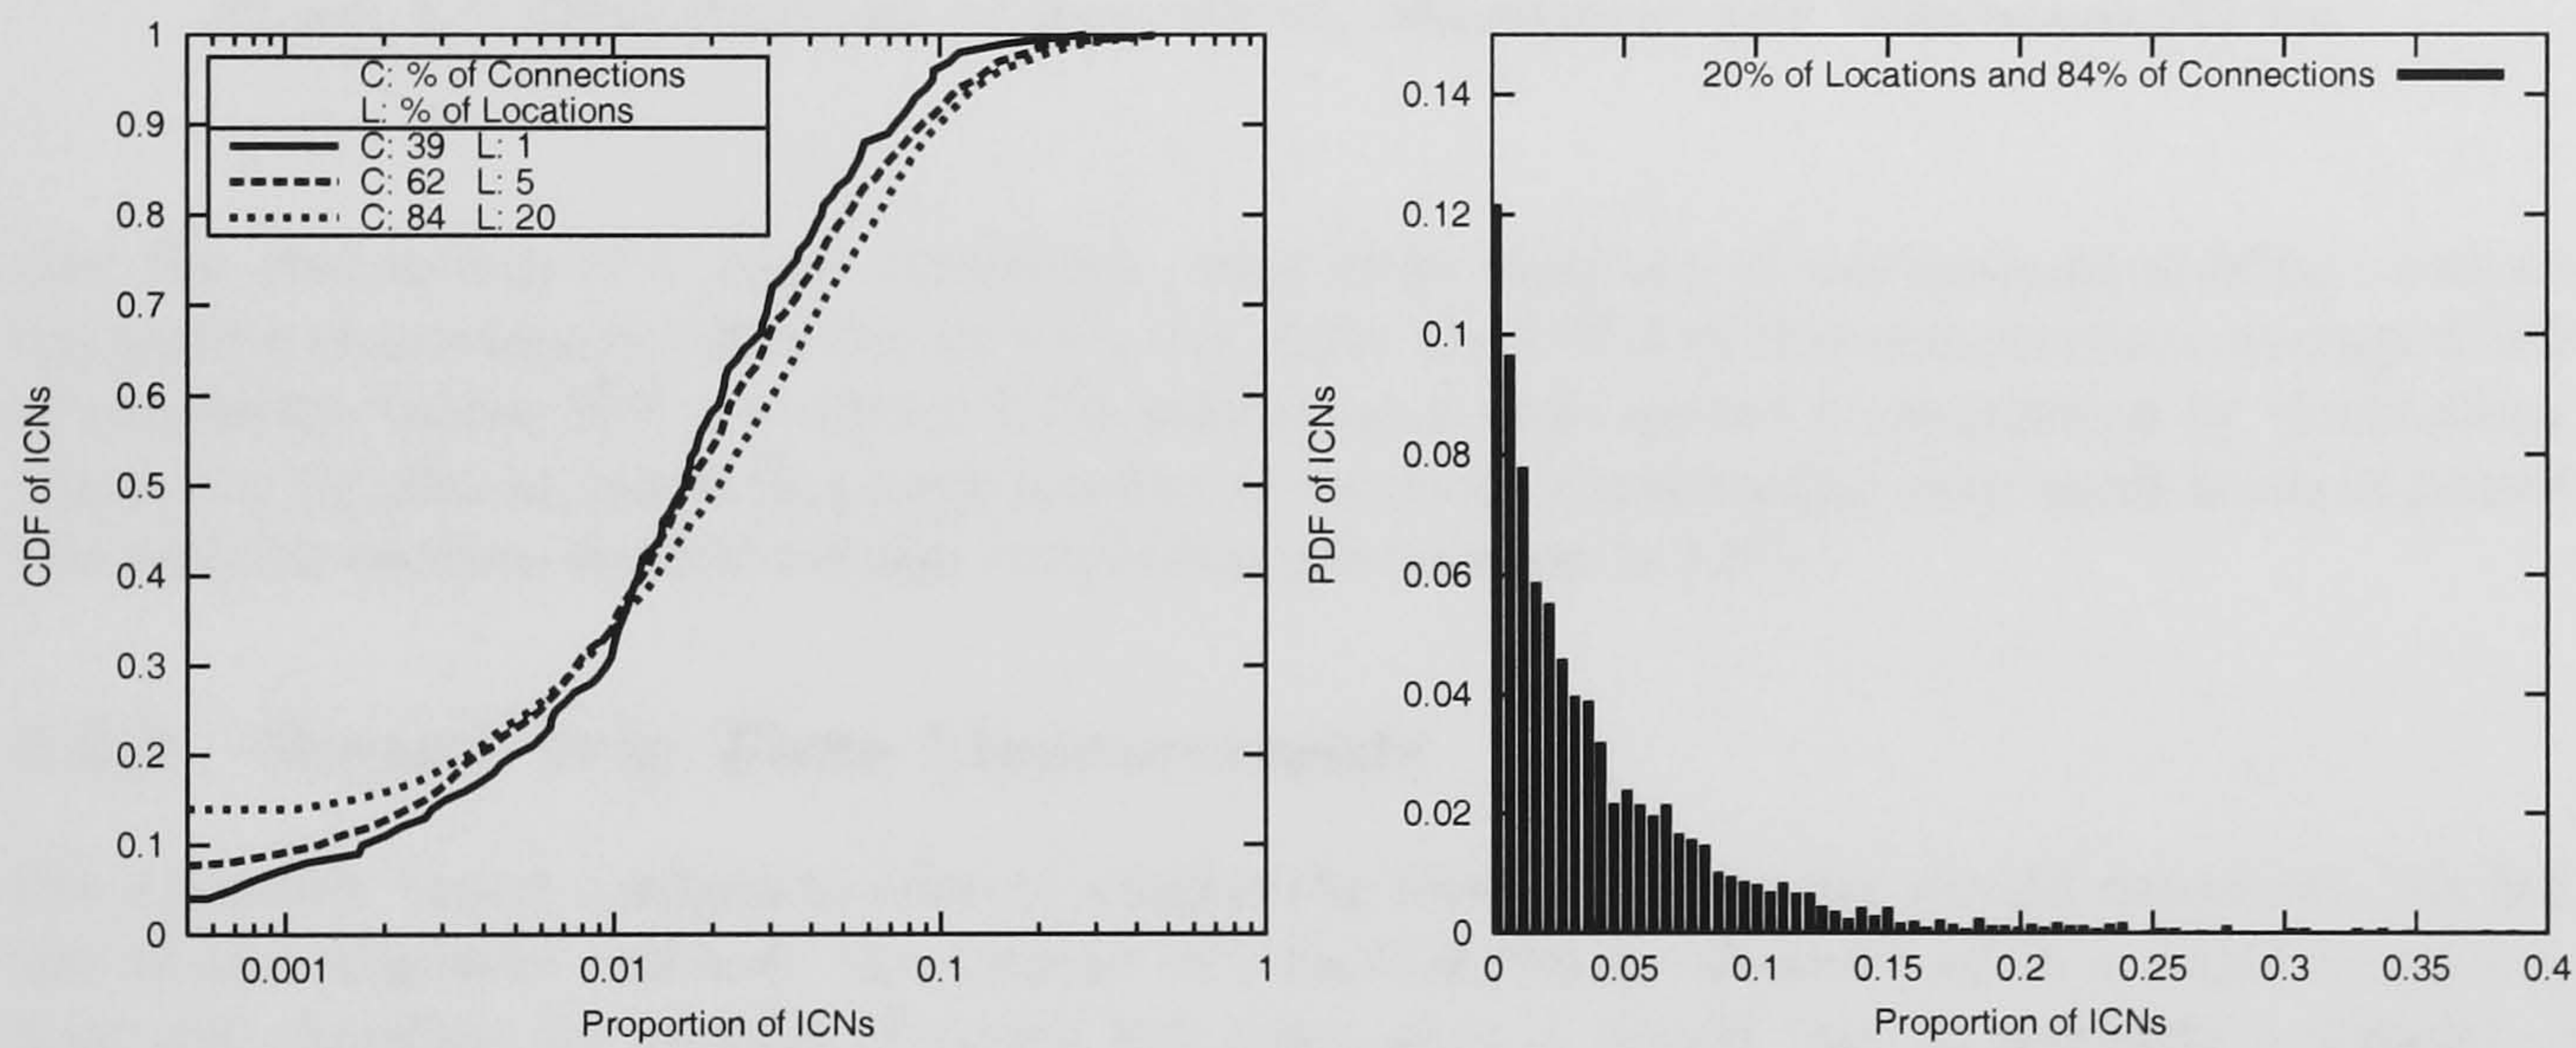 1
0.9
0.8
0.7
0.6
0.5
0.4
0.3
0.2
0.1
0
CDF of ICNs
C: % of Connections
L: % of Locations
C: 39 L: 1
C: 62 L: 5
C: 84 L: 20
0.001 0.01 0.1 1
Proportion of ICNs
0.14
0.12
0.1
0.08
0.06
0.04
0.02
0
PDF of ICNs
20% of Locations and 84% of Connections
0 0.05 0.1 0.15 0.2 0.25 0.3 0.35 0.4
Proportion of ICNs